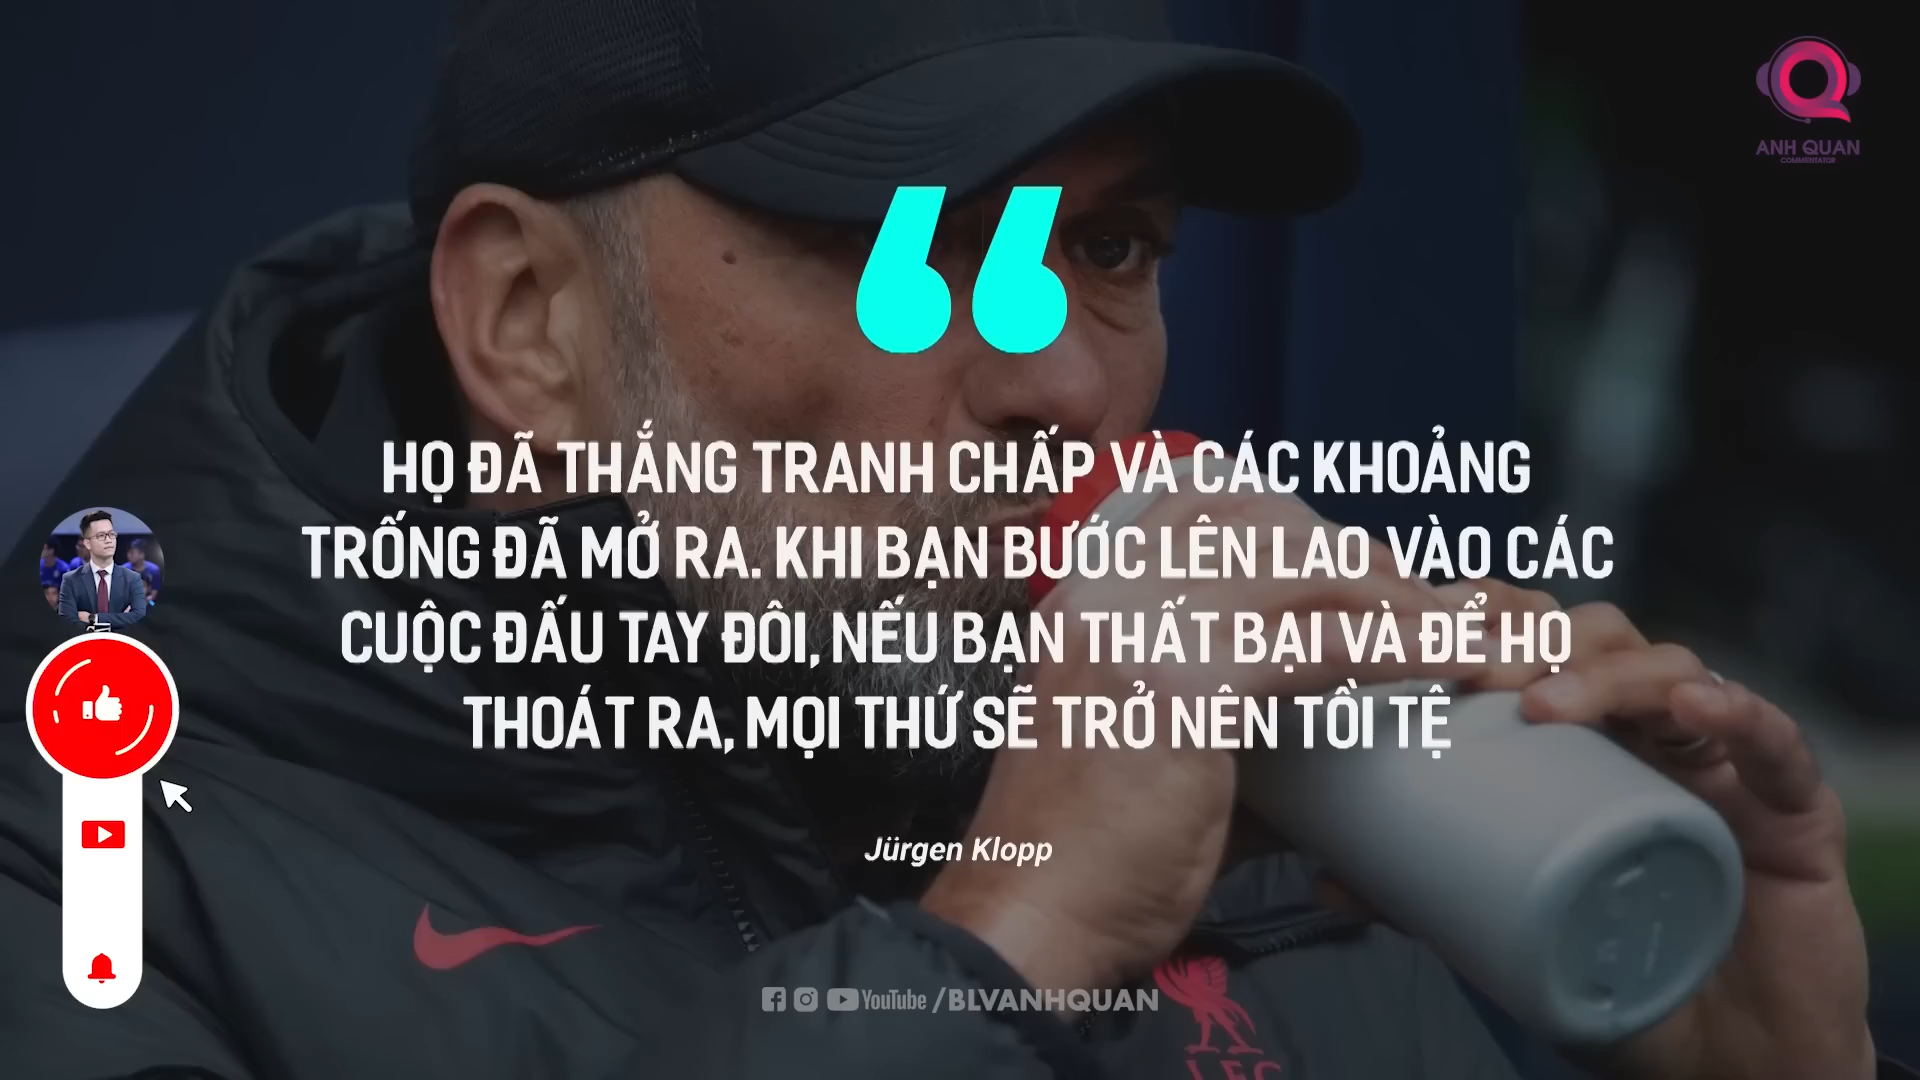 ANH QUAN
COMMENTATOR
HỌ ĐÃ THẮNG TRANH CHẤP VÀ CÁC KHOẢNG
TRỐNG ĐÃ MỞ RA. KHI BẠN BƯỚC LÊN LAO VÀO CÁC
CUỘC ĐẤU TAY ĐÔI, NẾU BẠN THẤT BẠI VÀ ĐỂ HỌ
THOÁT RA, MỌI THỨ SẼ TRỞ NÊN TỒI TỆ
Jürgen Klopp
YouTube /BLVANHQUAN
LFC